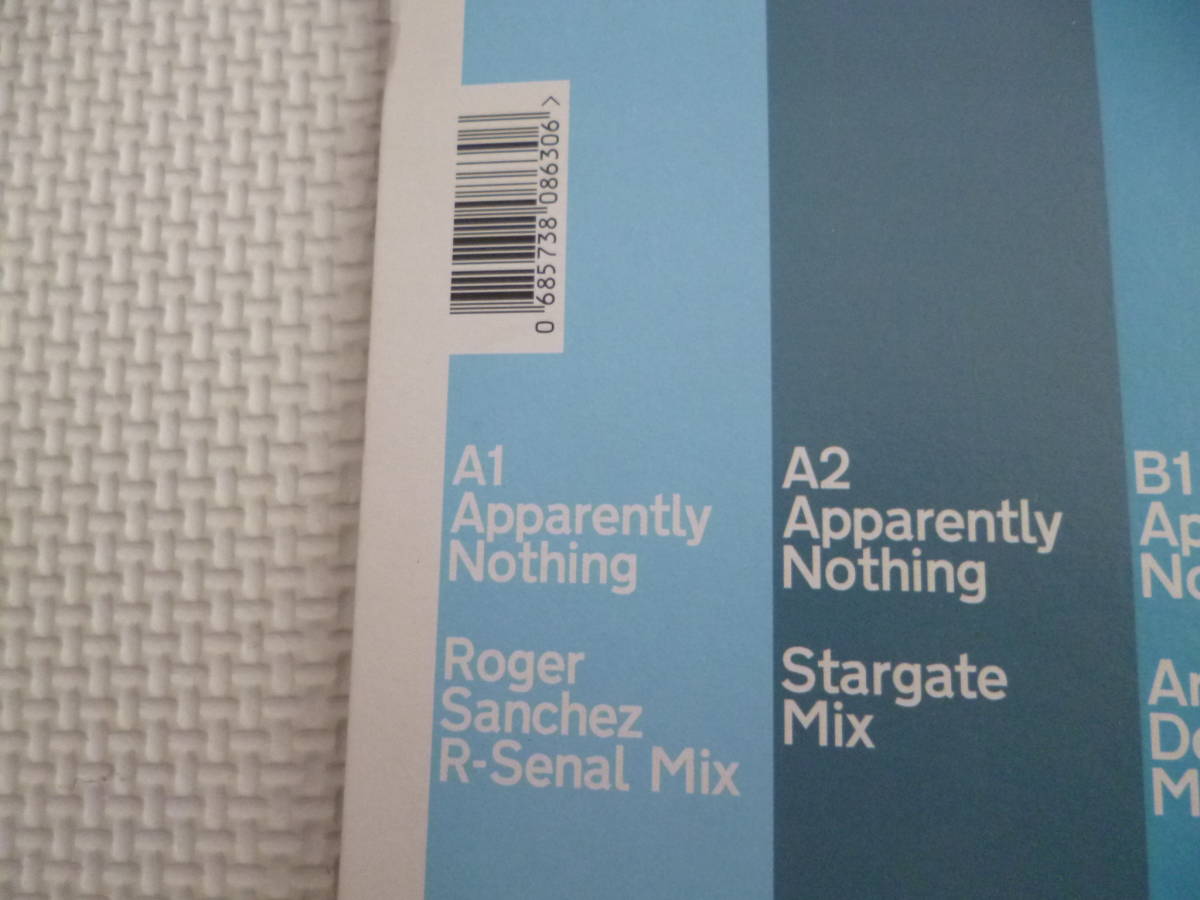 0 685738 086306 >
A1
Apparently
Nothing
Roger
Sanchez
R-Senal Mix
A2
Apparently
Nothing
Stargate
Mix
B1